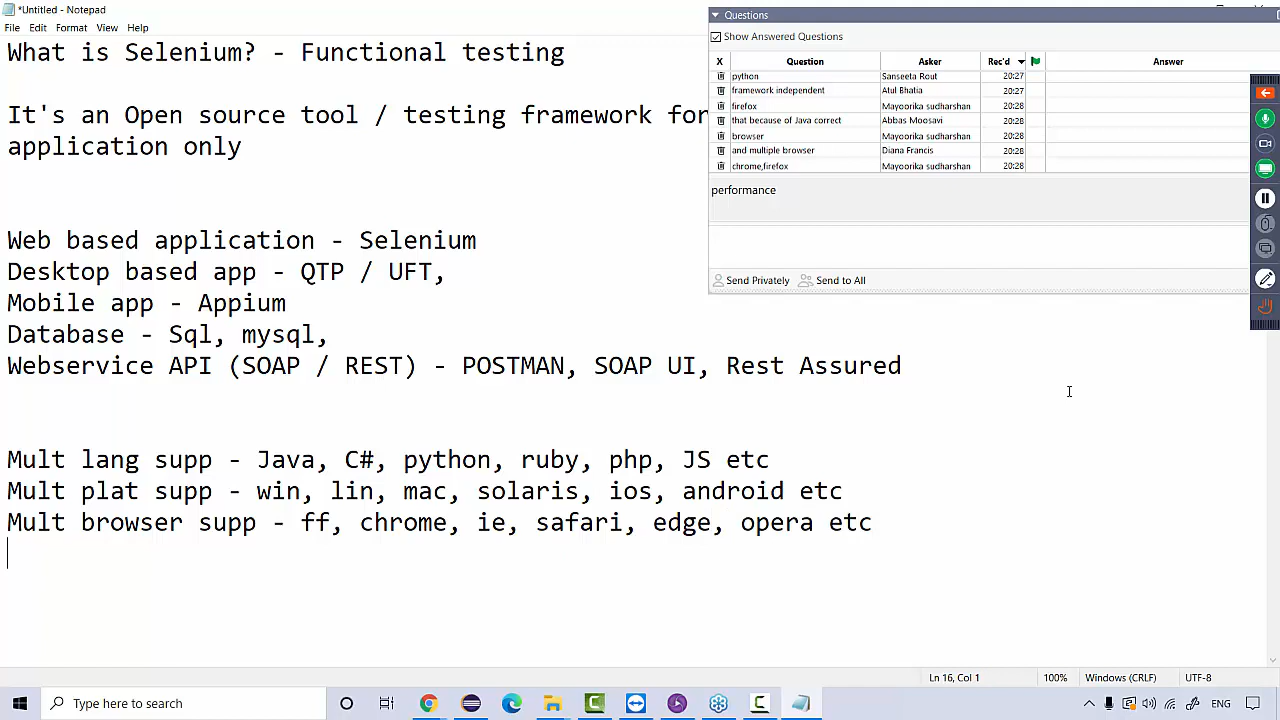 *Untitled - Notepad
File Edit Format View Help
What is Selenium? - Functional testing
It's an Open source tool / testing framework for
application only
Web based application - Selenium
Desktop based app - QTP / UFT,
Mobile app - Appium
Database - Sql, mysql,
Webservice API (SOAP / REST) - POSTMAN, SOAP UI, Rest Assured
Mult lang supp - Java, C#, python, ruby, php, JS etc
Mult plat supp - win, lin, mac, solaris, ios, android etc
Mult browser supp - ff, chrome, ie, safari, edge, opera etc
Questions
Show Answered Questions
X Question Asker Rec'd Answer
python Sanseeta Rout 20:27
framework independent Atul Bhatia 20:27
firefox Mayoorika sudharshan 20:28
that because of Java correct Abbas Moosavi 20:28
browser Mayoorika sudharshan 20:28
and multiple browser Diana Francis 20:28
chrome,firefox Mayoorika sudharshan 20:28
performance
Send Privately Send to All
Ln 16, Col 1 100% Windows (CRLF) UTF-8
Type here to search
ENG